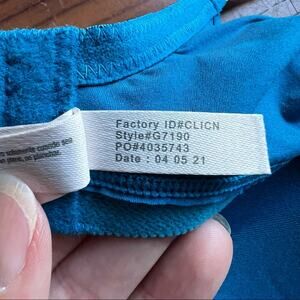 Factory ID#CLICN
Style#G7190
PO#4035743
Date : 04 05 21